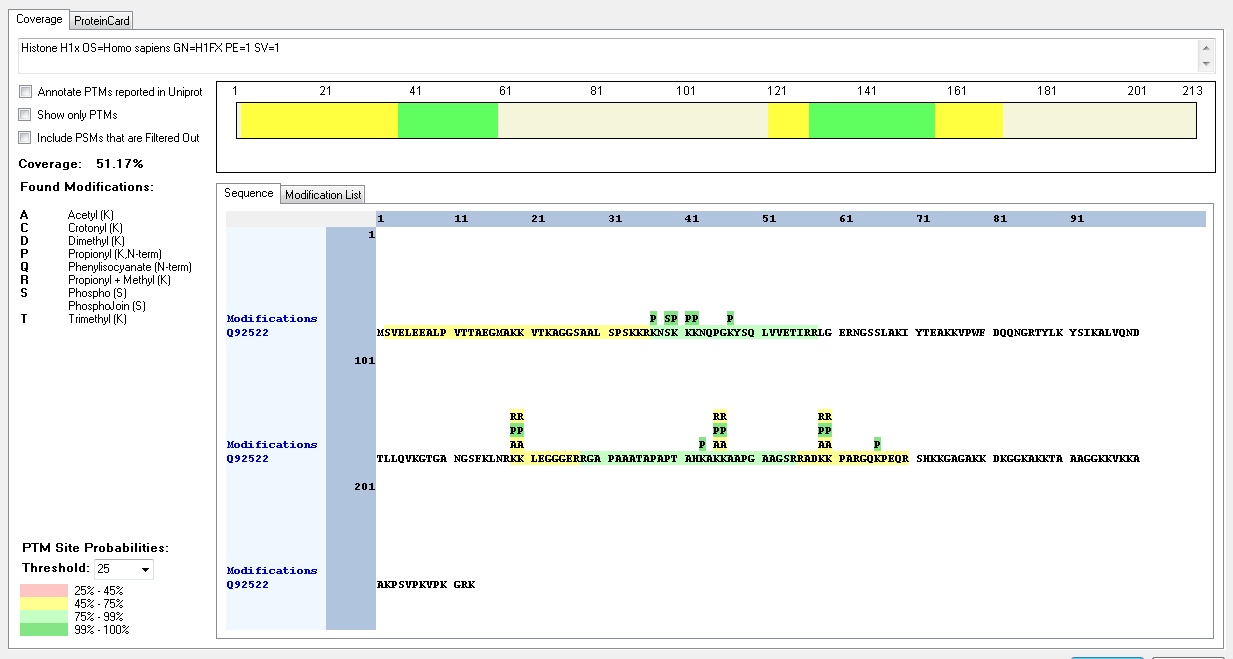 Coverage ProteinCard
Histone H1x OS=Homo sapiens GN=H1FX PE=1 SV=1
Annotate PTMs reported in Uniprot
Show only PTMs
Include PSMs that are Filtered Out
Coverage: 51.17%
1 21 41 61 81 101 121 141 161 181 201 213
Found Modifications:
A Acetyl (K)
C Crotonyl (K)
D Dimethyl (K)
P Propionyl (K,N-term)
Q Phenylisocyanate (N-term)
R Propionyl + Methyl (K)
S Phospho (S)
PhosphoJoin (S)
T Trimethyl (K)
Sequence Modification List
1 11 21 31 41 51 61 71 81 91
1
Modifications P SP PP P
Q92522 MSVELEEALP VTTAEGMAKK VTKAGGSAAL SPSKKRKNSK KKNQPGKYSQ LVVETIRRLG ERNGSSLAKI YTEAKKVPWF DQQNGRTYLK YSIKALVQND
101
RR RR RR
PP PP PP
Modifications AA P AA AA P
Q92522 TLLQVKGTGA NGSFKLNRKK LEGGGERRGA PAAATAPAPT AHKAKKAAPG AAGSRRADKK PARGQKPEQR SHKKGAGAKK DKGGKAKKTA AAGGKKVKKA
201
Modifications
Q92522 AKPSVPKVPK GRK
PTM Site Probabilities:
Threshold: 25
25% - 45%
45% - 75%
75% - 99%
99% - 100%